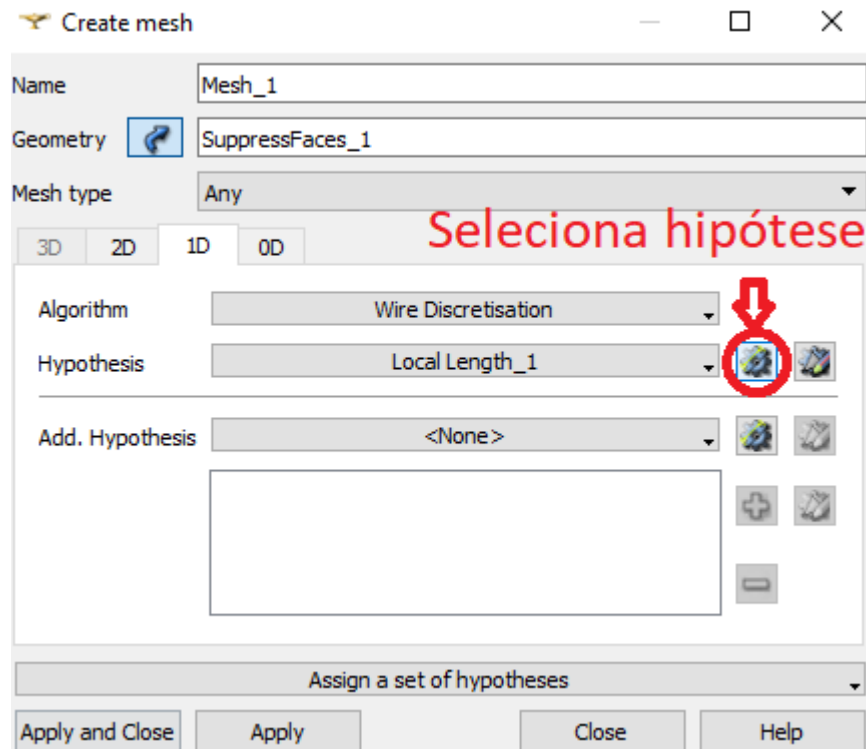 Create mesh
Name Mesh_1
Geometry SuppressFaces_1
Mesh type Any
Seleciona hipótese
3D 2D 1D 0D
Algorithm Wire Discretisation
Hypothesis Local Length_1
Add. Hypothesis <None>
Assign a set of hypotheses
Apply and Close Apply Close Help